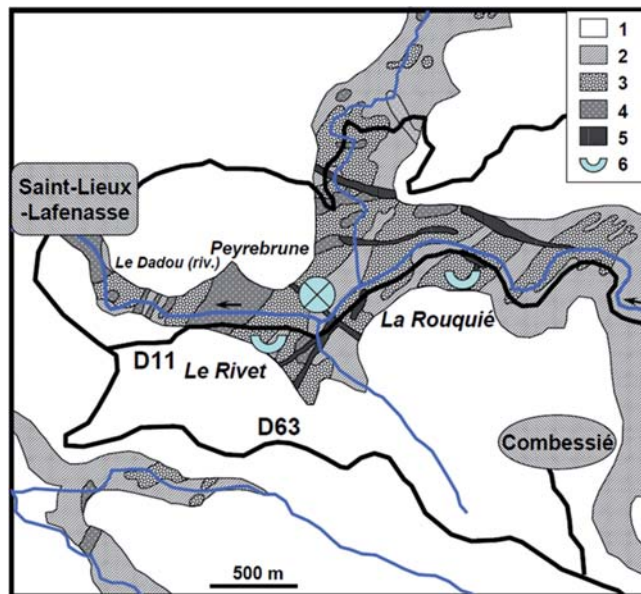 1
2
3
4
5
6
Saint-Lieux
-Lafenasse
Le Dadou (riv.)
Peyrebrune
La Rouquié
D11
Le Rivet
D63
Combessié
500 m